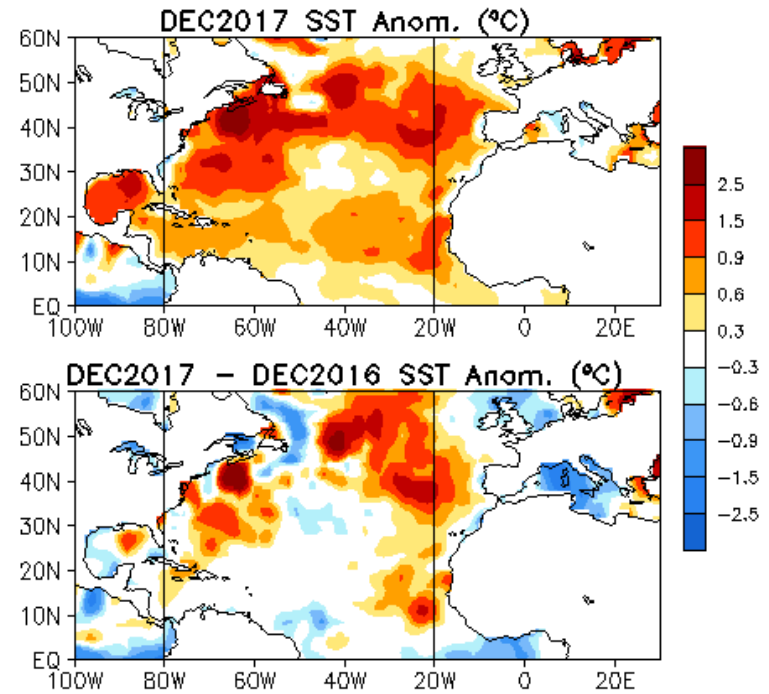 DEC2017 SST Anom. (ºC)
60N
50N
40N
30N
20N
10N
EQ
100W 80W 60W 40W 20W 0 20E
2.5
1.5
0.9
0.6
0.3
-0.3
-0.6
-0.9
-1.5
-2.5
DEC2017 - DEC2016 SST Anom. (ºC)
60N
50N
40N
30N
20N
10N
EQ
100W 80W 60W 40W 20W 0 20E